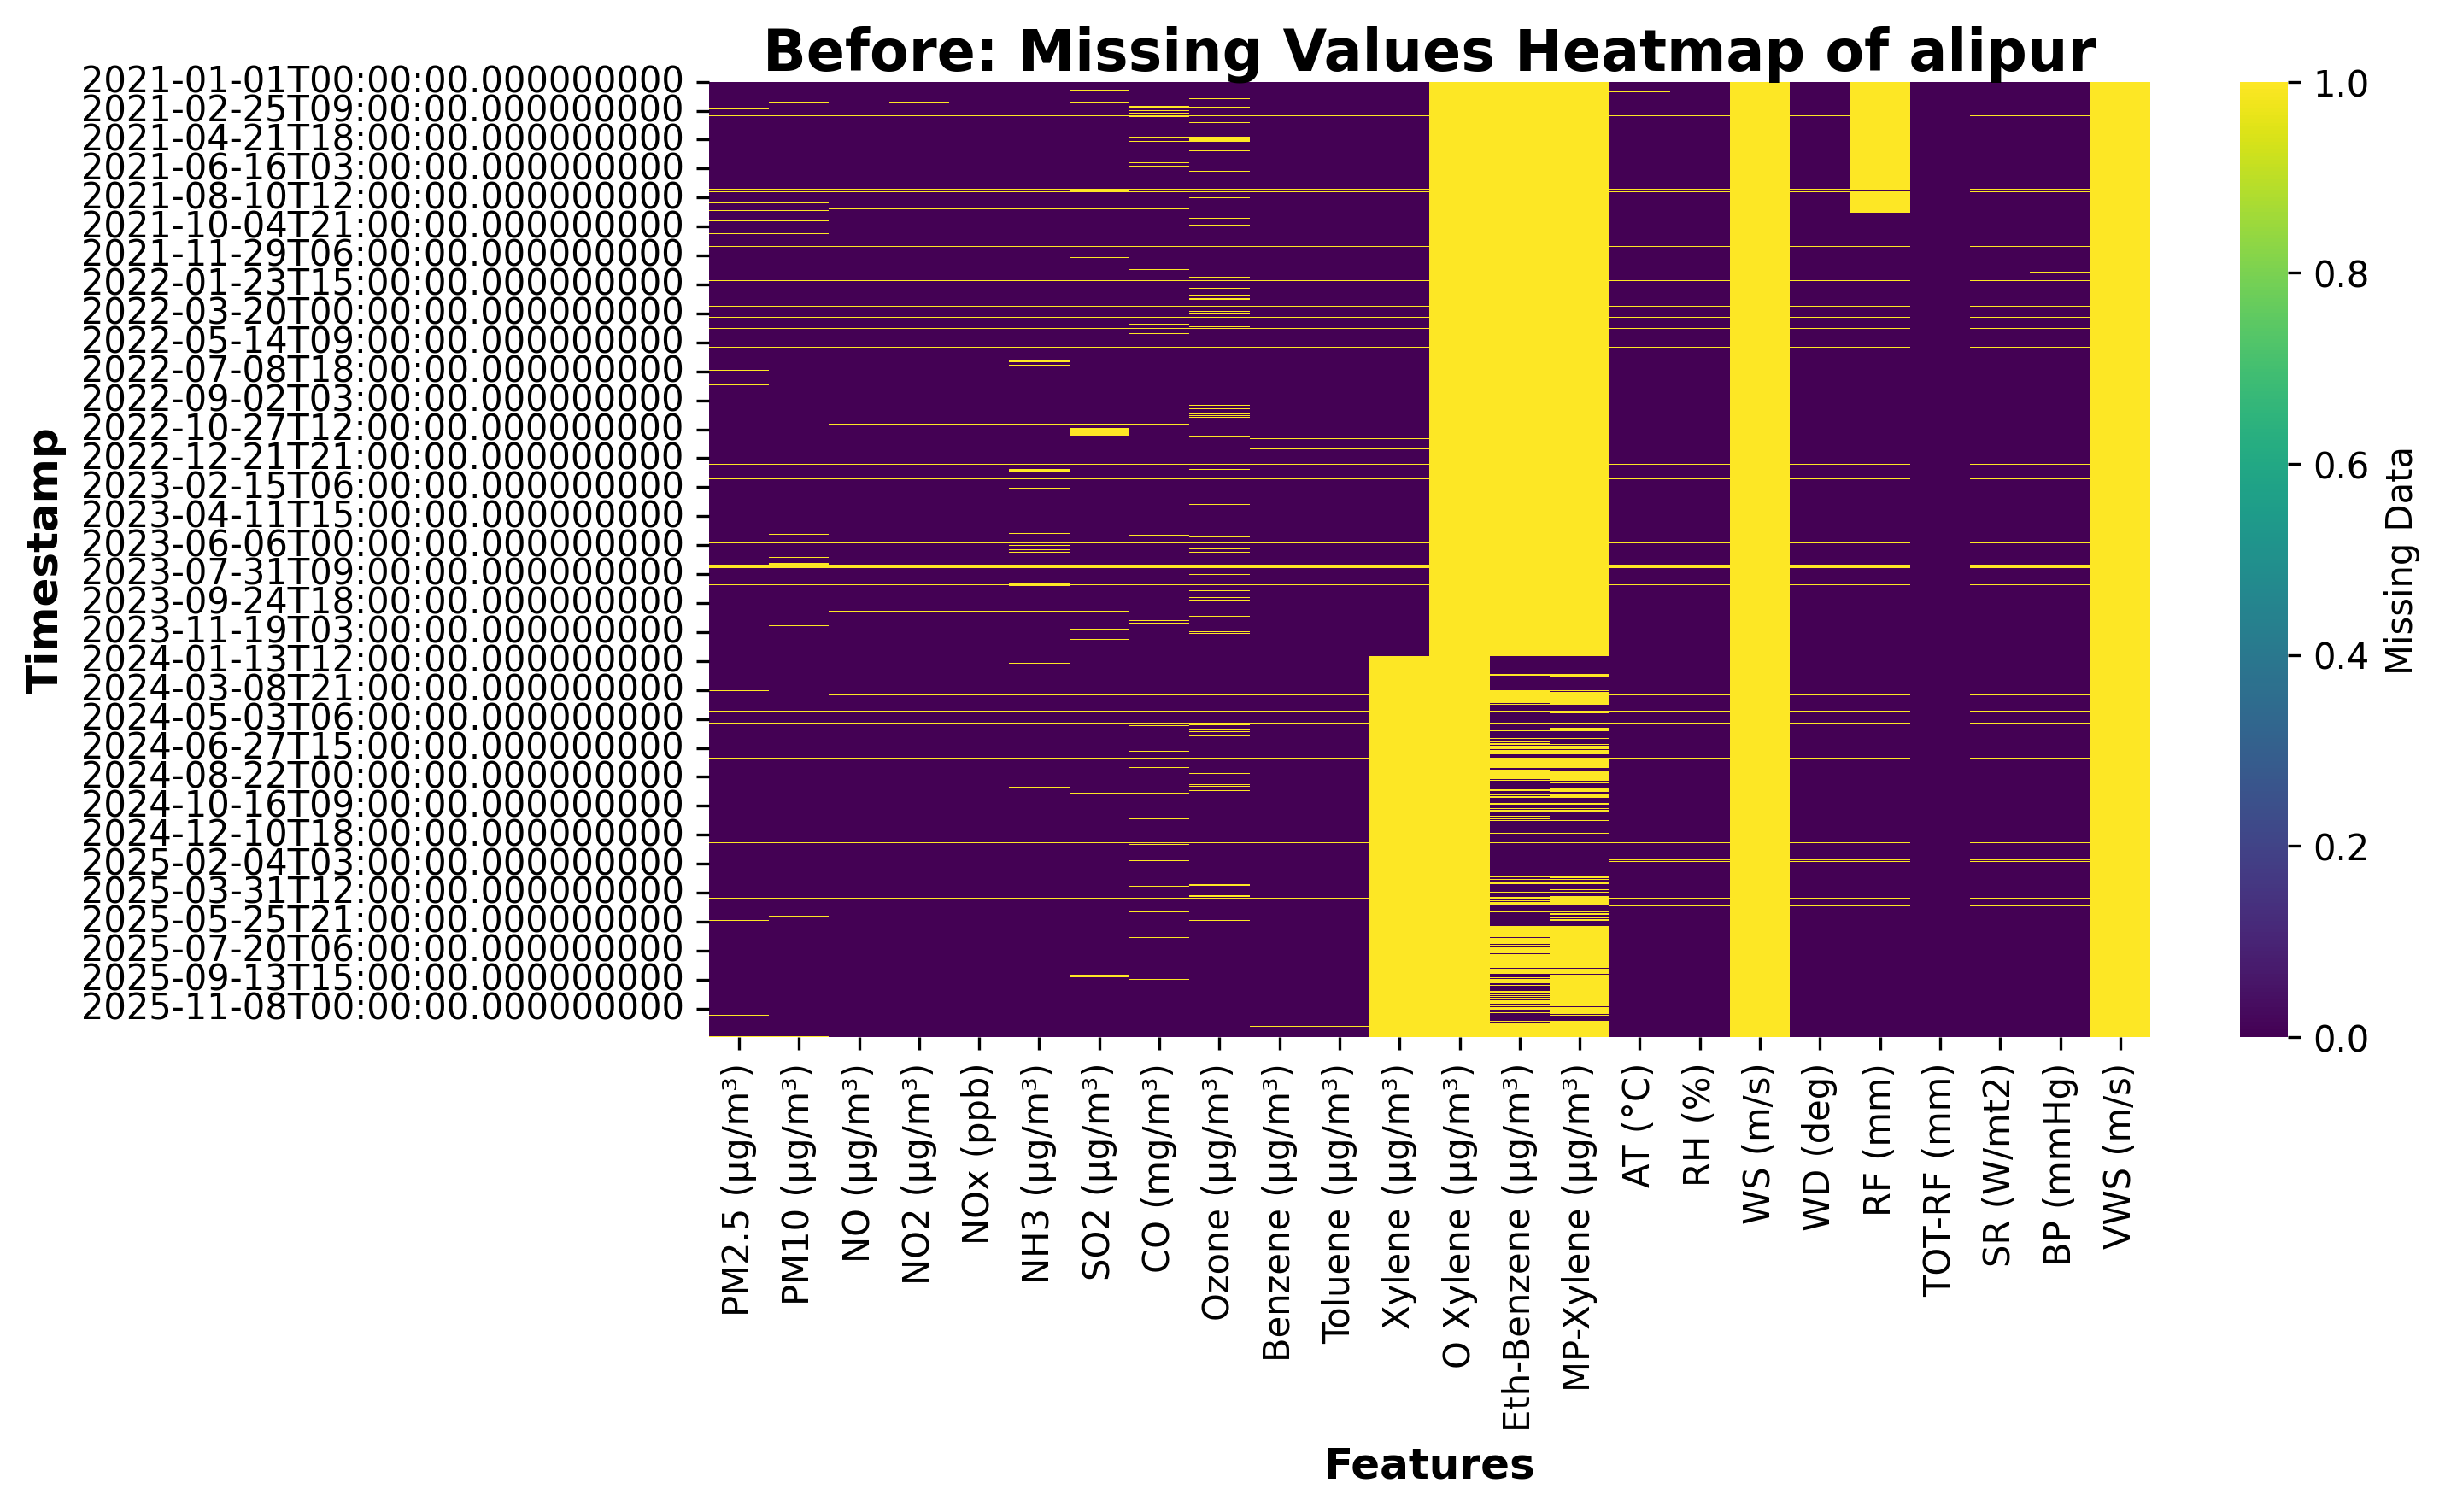 Before: Missing Values Heatmap of alipur
Timestamp
2021-01-01T00:00:00.000000000
2021-02-25T09:00:00.000000000
2021-04-21T18:00:00.000000000
2021-06-16T03:00:00.000000000
2021-08-10T12:00:00.000000000
2021-10-04T21:00:00.000000000
2021-11-29T06:00:00.000000000
2022-01-23T15:00:00.000000000
2022-03-20T00:00:00.000000000
2022-05-14T09:00:00.000000000
2022-07-08T18:00:00.000000000
2022-09-02T03:00:00.000000000
2022-10-27T12:00:00.000000000
2022-12-21T21:00:00.000000000
2023-02-15T06:00:00.000000000
2023-04-11T15:00:00.000000000
2023-06-06T00:00:00.000000000
2023-07-31T09:00:00.000000000
2023-09-24T18:00:00.000000000
2023-11-19T03:00:00.000000000
2024-01-13T12:00:00.000000000
2024-03-08T21:00:00.000000000
2024-05-03T06:00:00.000000000
2024-06-27T15:00:00.000000000
2024-08-22T00:00:00.000000000
2024-10-16T09:00:00.000000000
2024-12-10T18:00:00.000000000
2025-02-04T03:00:00.000000000
2025-03-31T12:00:00.000000000
2025-05-25T21:00:00.000000000
2025-07-20T06:00:00.000000000
2025-09-13T15:00:00.000000000
2025-11-08T00:00:00.000000000
PM2.5 (µg/m³)
PM10 (µg/m³)
NO (µg/m³)
NO2 (µg/m³)
NOx (ppb)
NH3 (µg/m³)
SO2 (µg/m³)
CO (mg/m³)
Ozone (µg/m³)
Benzene (µg/m³)
Toluene (µg/m³)
Xylene (µg/m³)
O Xylene (µg/m³)
Eth-Benzene (µg/m³)
MP-Xylene (µg/m³)
AT (°C)
RH (%)
WS (m/s)
WD (deg)
RF (mm)
TOT-RF (mm)
SR (W/mt2)
BP (mmHg)
VWS (m/s)
Features
1.0
0.8
0.6
0.4
0.2
0.0
Missing Data